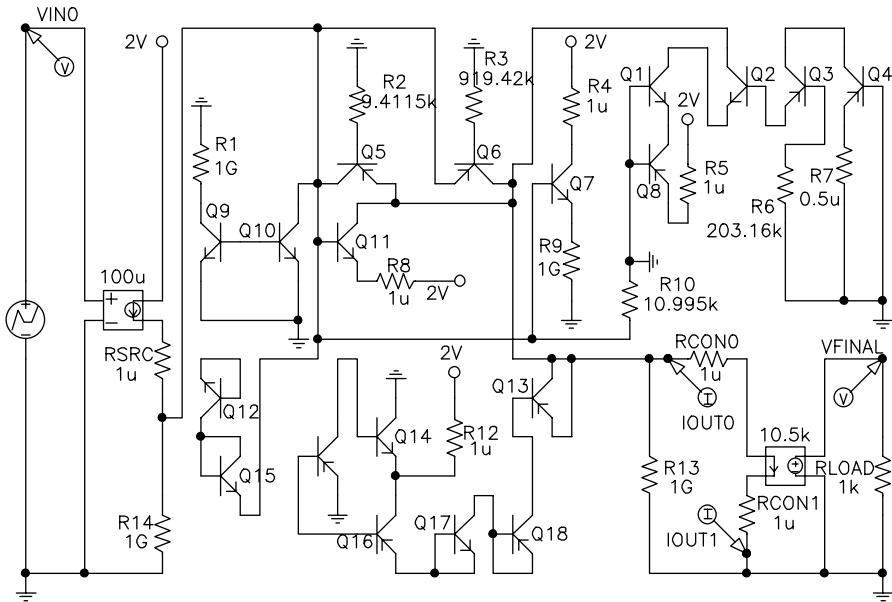 VIN0
V
2V
R1
1G
R2
9.4115k
R3
919.42k
2V
R4
1u
Q1
Q2
Q3
Q4
2V
Q5
Q6
Q7
Q8
R5
1u
R6
203.16k
R7
0.5u
Q9
Q10
Q11
R8
1u
2V
R9
1G
R10
10.995k
100u
RSRC
1u
Q12
Q15
R14
1G
2V
Q14
R12
1u
Q13
Q16
Q17
Q18
RCON0
1u
VFINAL
I
IOUT0
V
10.5k
R13
1G
RLOAD
1k
RCON1
1u
I
IOUT1